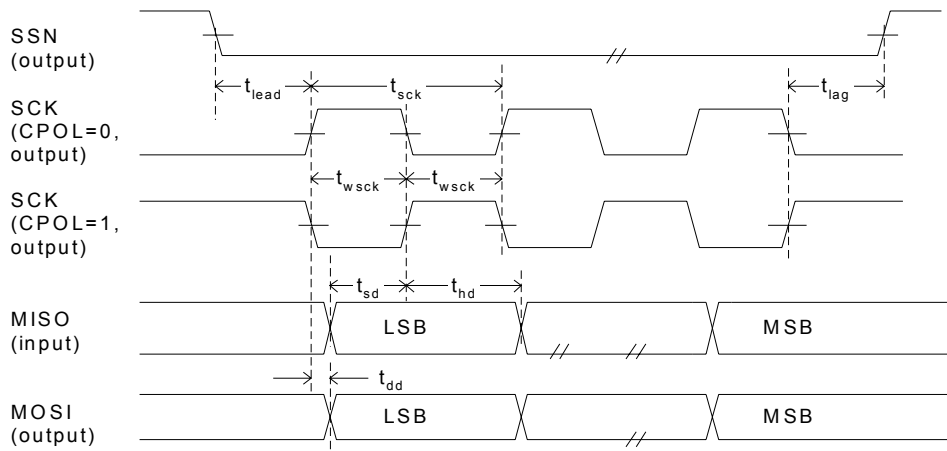 SSN
(output)
t_lead
t_sck
t_lag
SCK
(CPOL=0,
output)
t_wsck
t_wsck
SCK
(CPOL=1,
output)
t_sd
t_hd
MISO
(input)
LSB
MSB
t_dd
MOSI
(output)
LSB
MSB